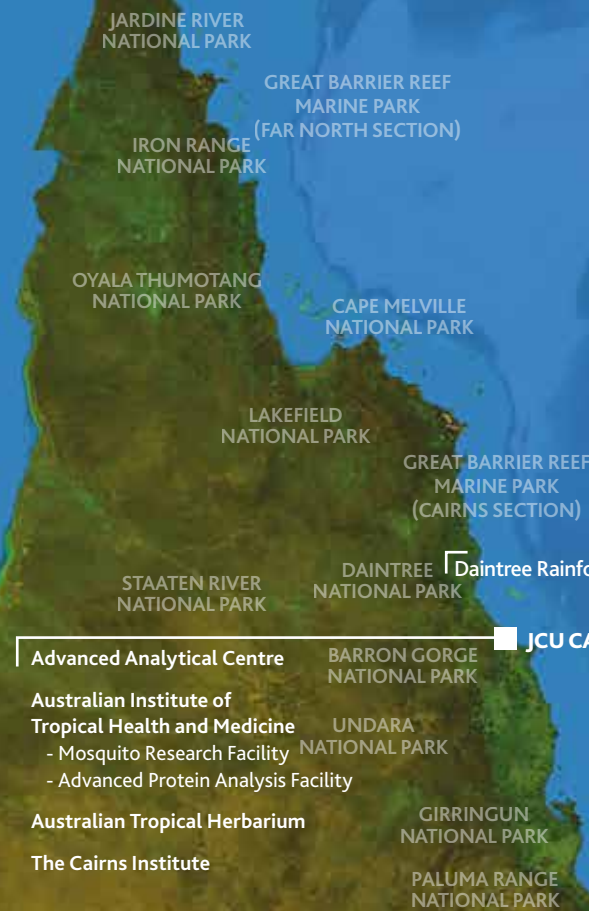 JARDINE RIVER
NATIONAL PARK
GREAT BARRIER REEF
MARINE PARK
(FAR NORTH SECTION)
IRON RANGE
NATIONAL PARK
OYALA THUMOTANG
NATIONAL PARK
CAPE MELVILLE
NATIONAL PARK
LAKEFIELD
NATIONAL PARK
GREAT BARRIER REEF
MARINE PARK
(CAIRNS SECTION)
DAINTREE
NATIONAL PARK
Daintree Rainfo
STAATEN RIVER
NATIONAL PARK
JCU CA
Advanced Analytical Centre
BARRON GORGE
NATIONAL PARK
Australian Institute of
Tropical Health and Medicine
- Mosquito Research Facility
- Advanced Protein Analysis Facility
UNDARA
NATIONAL PARK
Australian Tropical Herbarium
The Cairns Institute
GIRRINGUN
NATIONAL PARK
PALUMA RANGE
NATIONAL PARK